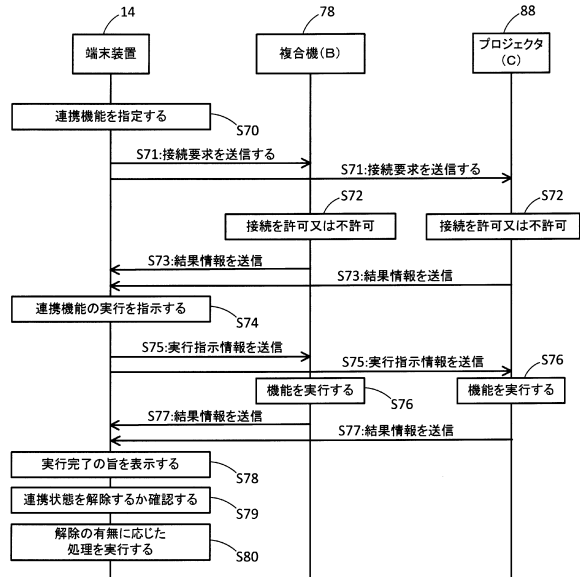 14
78
88
端末装置
複合機(B)
プロジェクタ
(C)
連携機能を指定する
S70
S71:接続要求を送信する
S71:接続要求を送信する
S72
S72
接続を許可又は不許可
接続を許可又は不許可
S73:結果情報を送信
S73:結果情報を送信
連携機能の実行を指示する
S74
S75:実行指示情報を送信
S75:実行指示情報を送信
S76
機能を実行する
S76
機能を実行する
S77:結果情報を送信
S77:結果情報を送信
実行完了の旨を表示する
S78
連携状態を解除するか確認する
S79
解除の有無に応じた
処理を実行する
S80